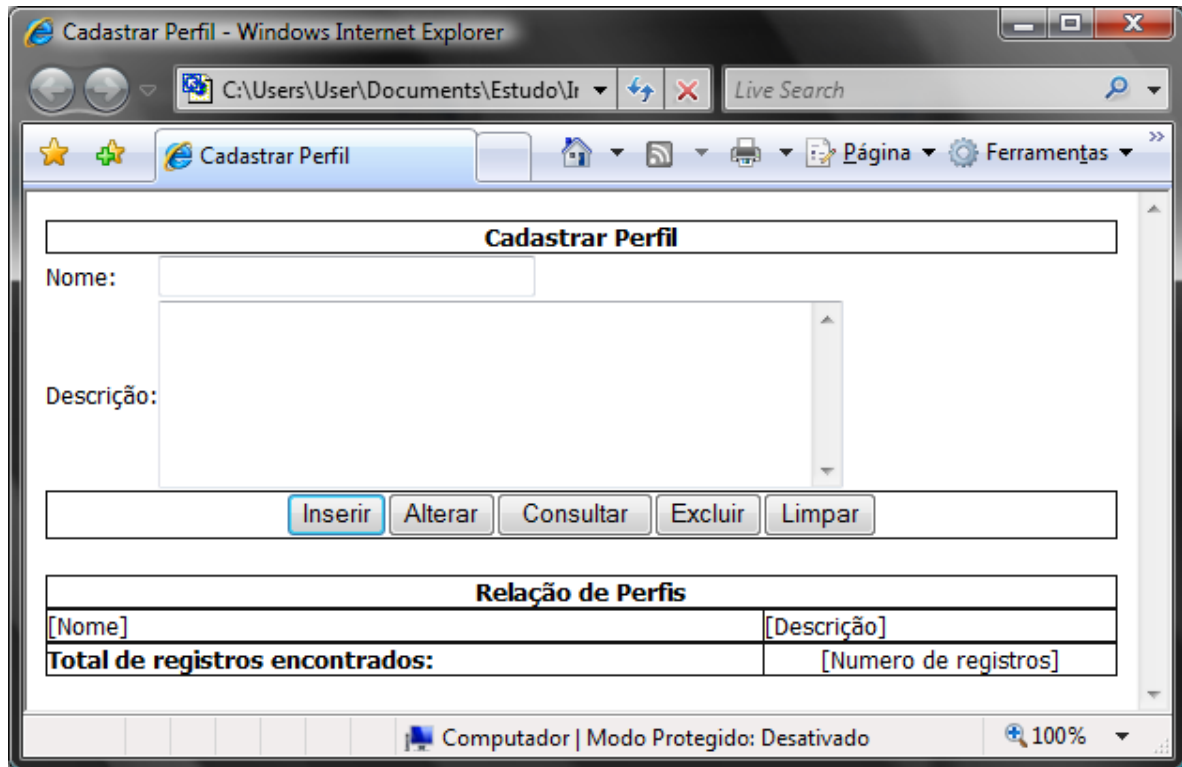 Cadastrar Perfil - Windows Internet Explorer
C:\Users\User\Documents\Estudo\Ir Live Search
Cadastrar Perfil Página Ferramentas
Cadastrar Perfil
Nome:
Descrição:
Inserir Alterar Consultar Excluir Limpar
Relação de Perfis
[Nome] [Descrição]
Total de registros encontrados: [Numero de registros]
Computador | Modo Protegido: Desativado 100%